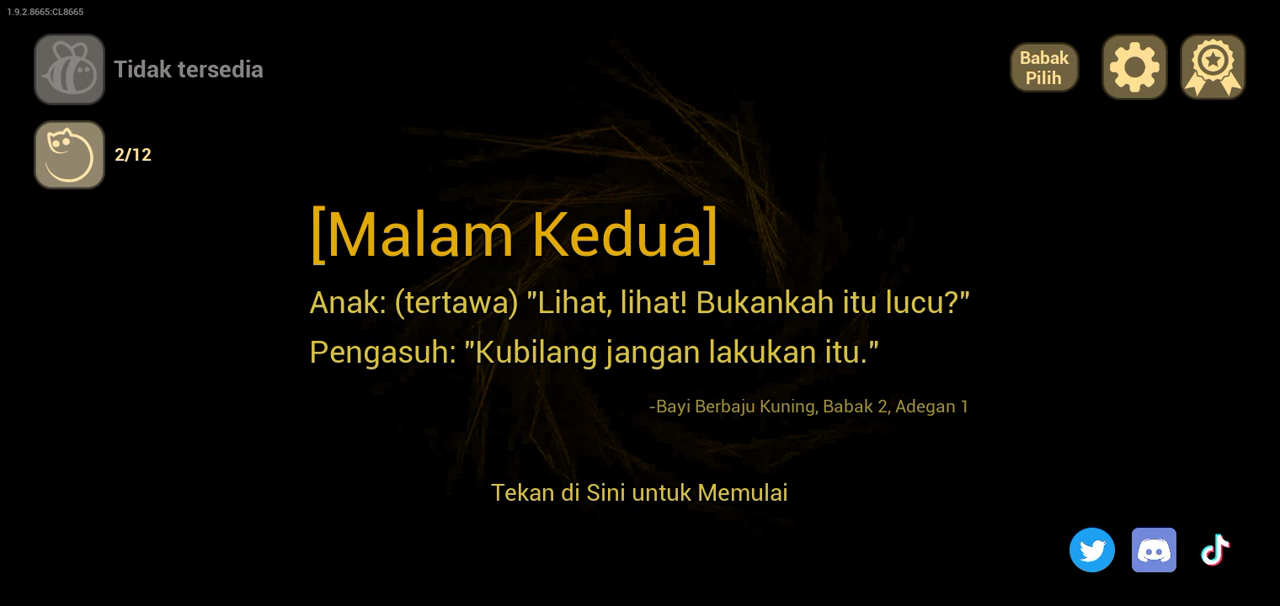 1.9.2.8665:CL8665
Tidak tersedia
Babak
Pilih
2/12
[Malam Kedua]
Anak: (tertawa) "Lihat, lihat! Bukankah itu lucu?"
Pengasuh: "Kubilang jangan lakukan itu."
-Bayi Berbaju Kuning, Babak 2, Adegan 1
Tekan di Sini untuk Memulai